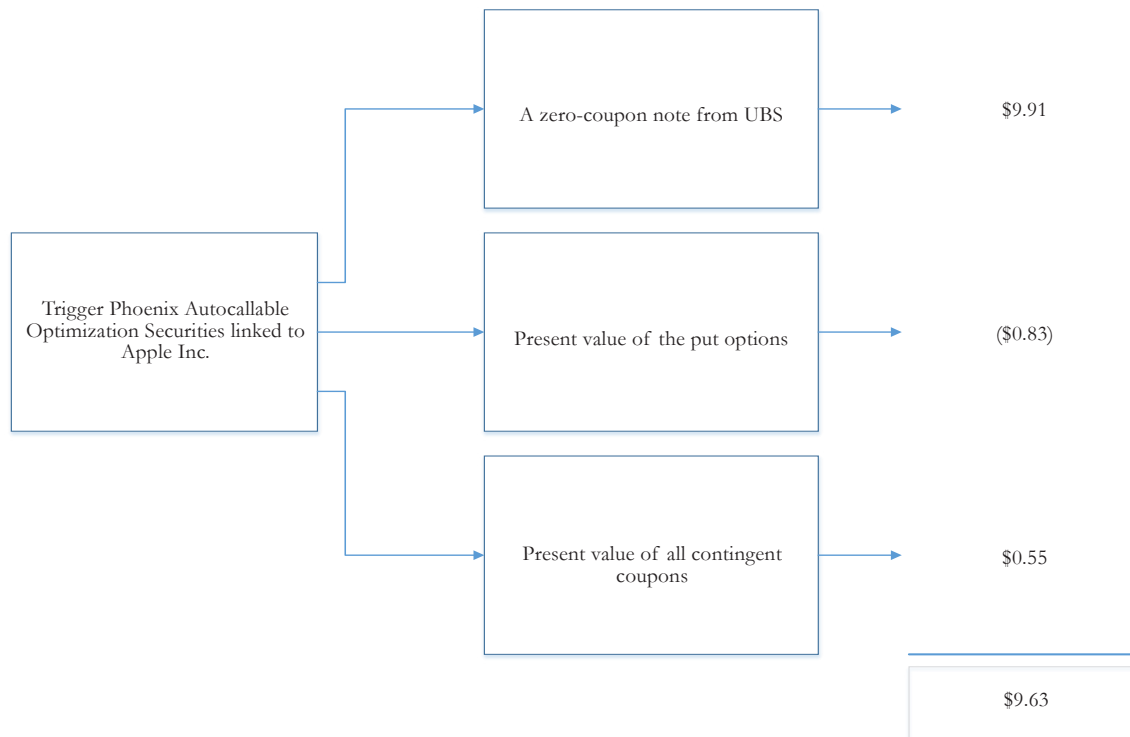 A zero-coupon note from UBS
$9.91
Trigger Phoenix Autocallable
Optimization Securities linked to
Apple Inc.
Present value of the put options
($0.83)
Present value of all contingent
coupons
$0.55
$9.63